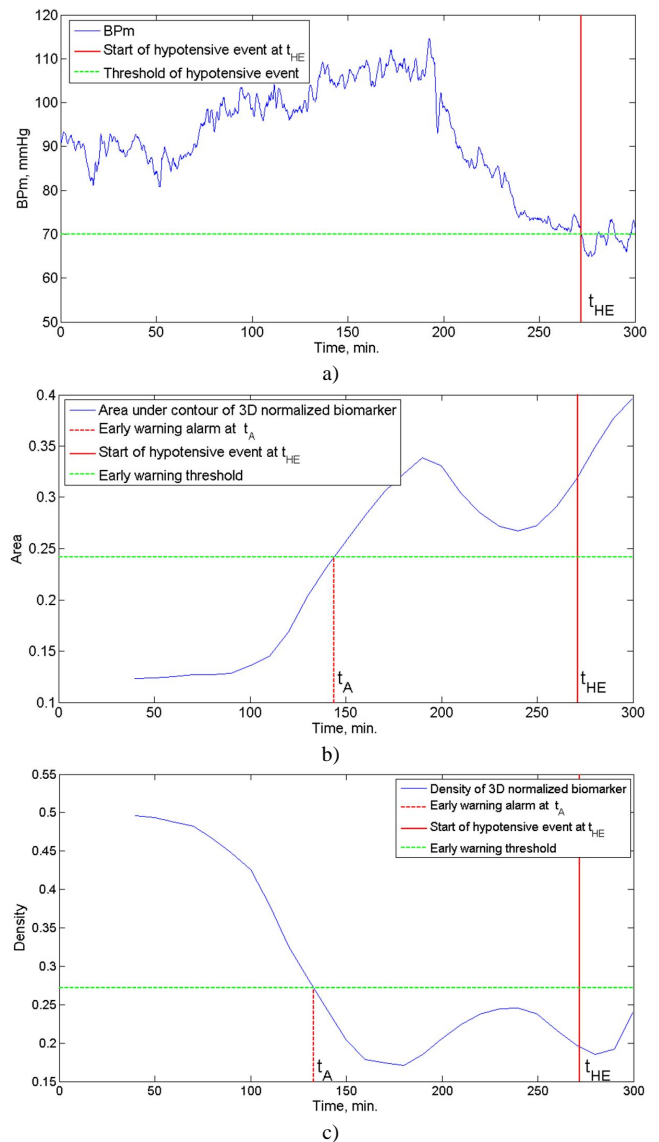 120
110
100
90
80
70
60
50
BPm, mmHg
BPm
Start of hypotensive event at tHE
Threshold of hypotensive event
tHE
0 50 100 150 200 250 300
Time, min.
a)
0.4
0.35
0.3
0.25
0.2
0.15
0.1
Area
Area under contour of 3D normalized biomarker
Early warning alarm at tA
Start of hypotensive event at tHE
Early warning threshold
tA tHE
0 50 100 150 200 250 300
Time, min.
b)
0.55
0.5
0.45
0.4
0.35
0.3
0.25
0.2
0.15
Density
Density of 3D normalized biomarker
Early warning alarm at tA
Start of hypotensive event at tHE
Early warning threshold
tA tHE
0 50 100 150 200 250 300
Time, min.
c)